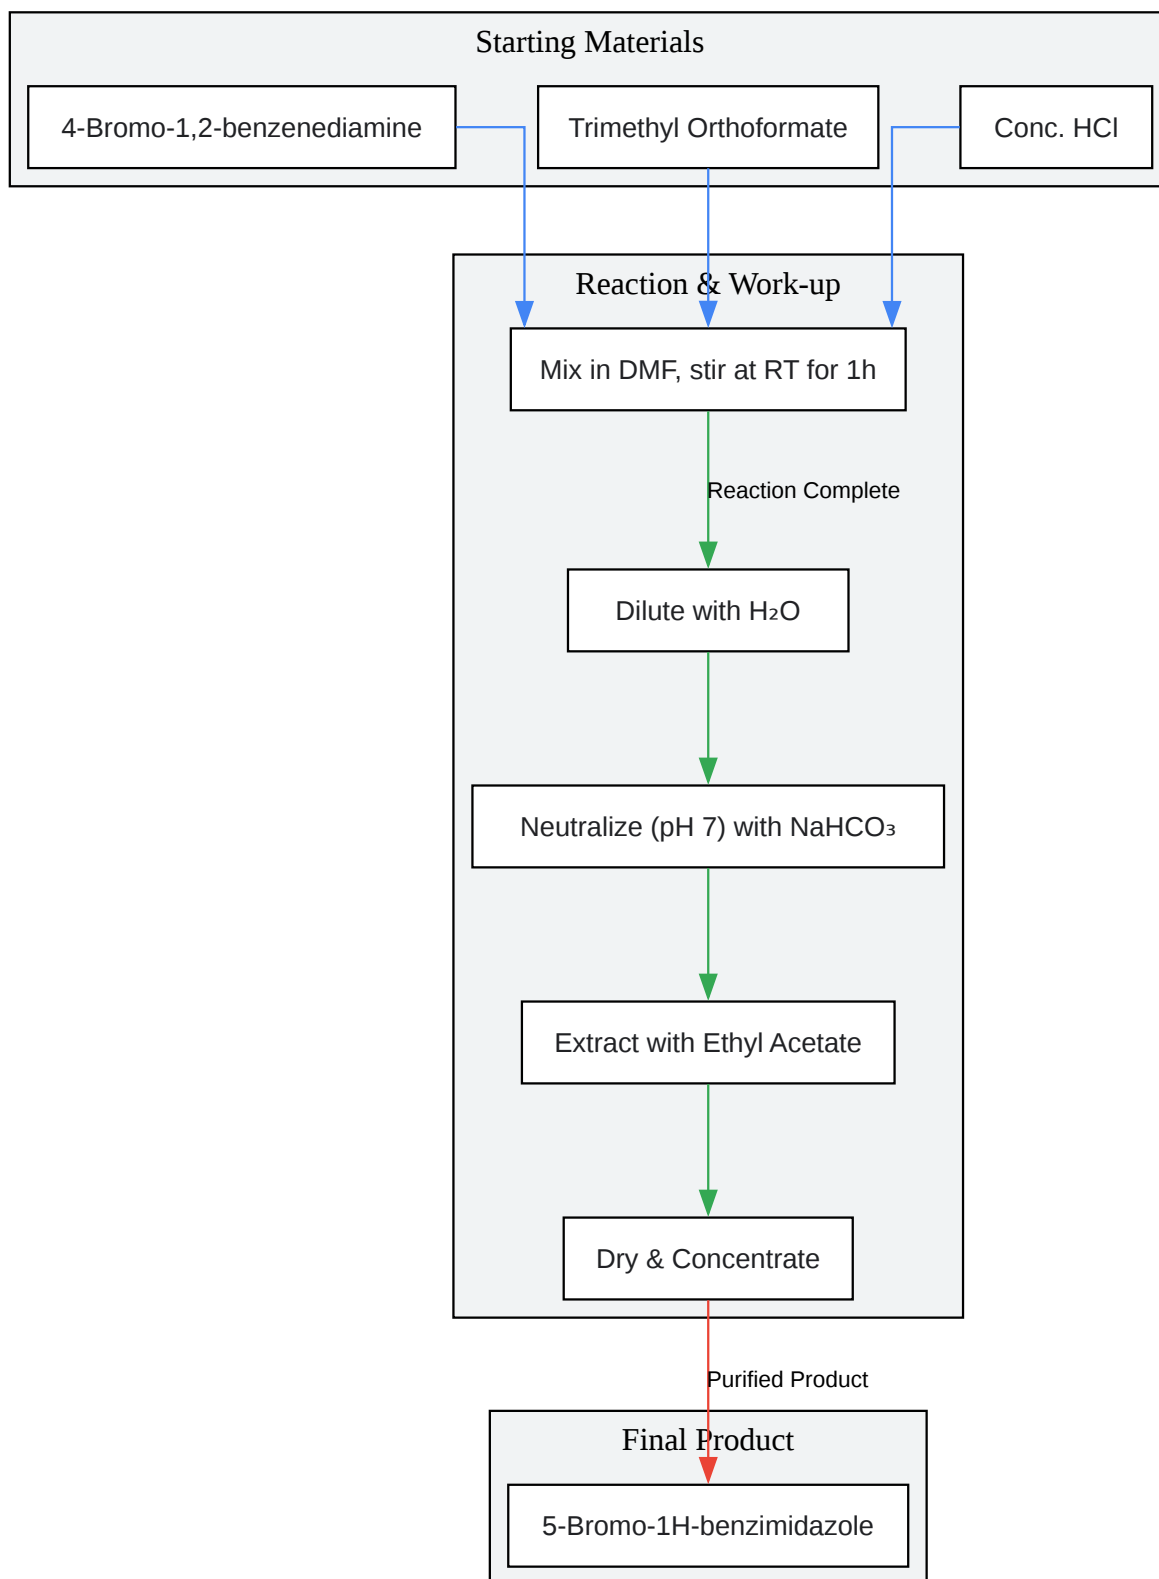 Starting Materials
4-Bromo-1,2-benzenediamine
Trimethyl Orthoformate
Conc. HCl
Reaction & Work-up
Mix in DMF, stir at RT for 1h
Reaction Complete
Dilute with H₂O
Neutralize (pH 7) with NaHCO₃
Extract with Ethyl Acetate
Dry & Concentrate
Purified Product
Final Product
5-Bromo-1H-benzimidazole